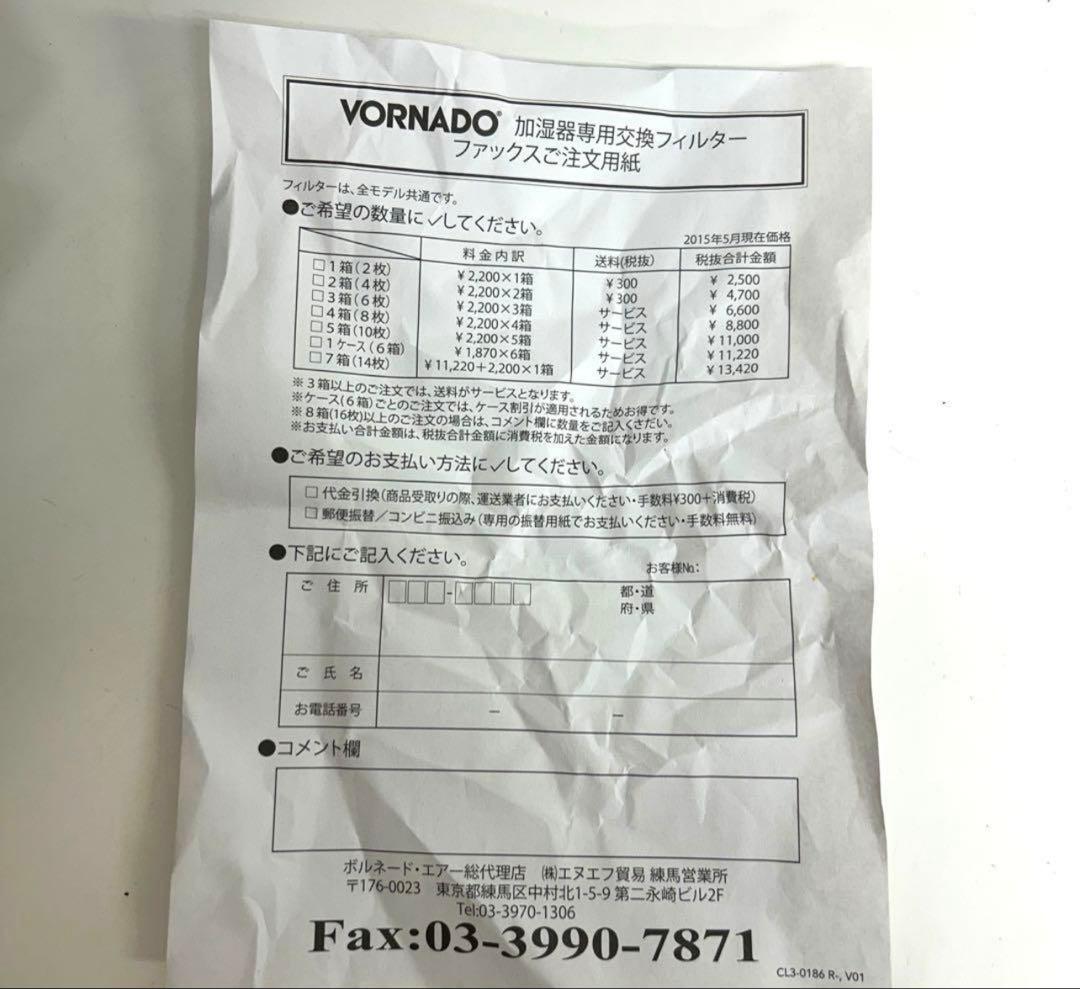 VORNADO® 加湿器専用交換フィルター
ファックスご注文用紙
フィルターは、全モデル共通です。
●ご希望の数量に✓してください。
2015年5月現在価格
料金内訳 送料(税抜) 税抜合計金額
□1箱(2枚) ¥2,200×1箱 ¥300 ¥ 2,500
□2箱(4枚) ¥2,200×2箱 ¥300 ¥ 4,700
□3箱(6枚) ¥2,200×3箱 サービス ¥ 6,600
□4箱(8枚) ¥2,200×4箱 サービス ¥ 8,800
□5箱(10枚) ¥2,200×5箱 サービス ¥11,000
□1ケース(6箱) ¥1,870×6箱 サービス ¥11,220
□7箱(14枚) ¥11,220+2,200×1箱 サービス ¥13,420
※3箱以上のご注文では、送料がサービスとなります。
※ケース(6箱)ごとのご注文では、ケース割引が適用されるためお得です。
※8箱(16枚)以上のご注文の場合は、コメント欄に数量をご記入ください。
※お支払い合計金額は、税抜合計金額に消費税を加えた金額になります。
●ご希望のお支払い方法に✓してください。
□代金引換(商品受取りの際、運送業者にお支払いください・手数料¥300+消費税)
□郵便振替/コンビニ振込み(専用の振替用紙でお支払いください・手数料無料)
●下記にご記入ください。
お客様No:
ご住所 □□□-□□□□ 都・道
府・県
ご氏名
お電話番号 － －
●コメント欄
ボルネード・エアー総代理店 ㈱エヌエフ貿易 練馬営業所
〒176-0023 東京都練馬区中村北1-5-9 第二永崎ビル2F
Tel:03-3970-1306
Fax:03-3990-7871
CL3-0186 R-, V01